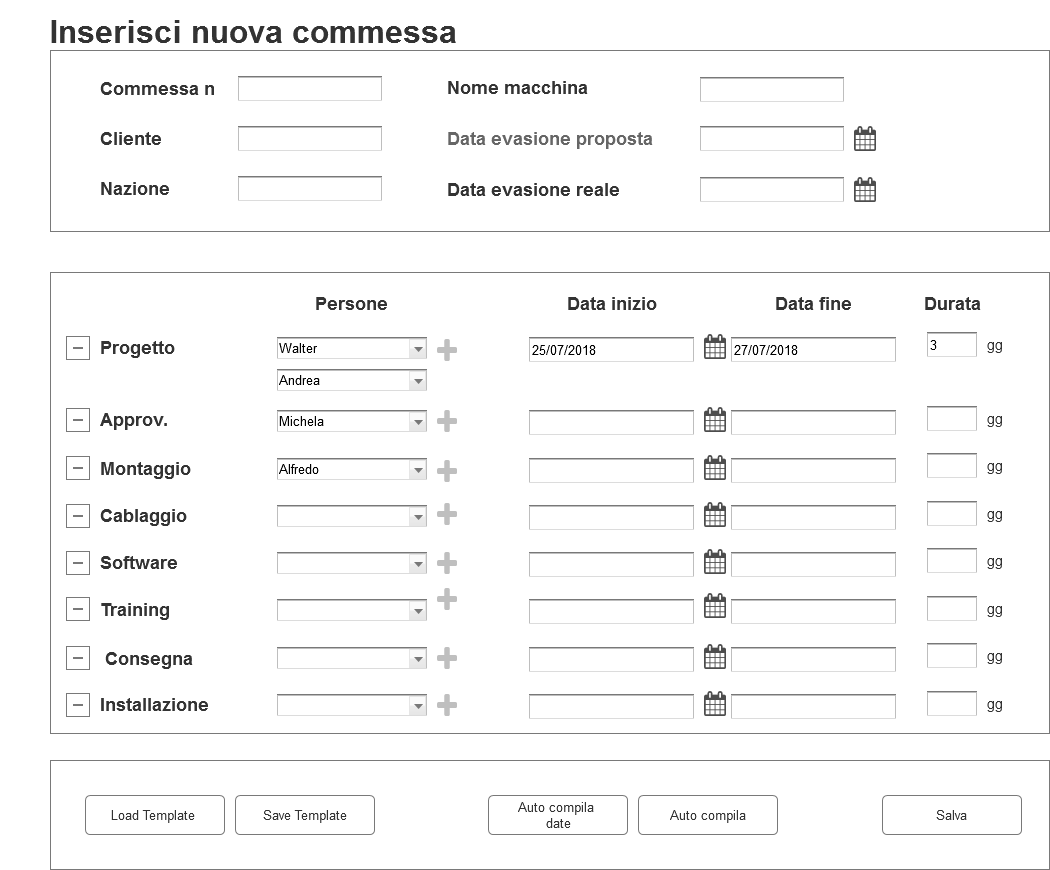 Inserisci nuova commessa
Commessa n Nome macchina
Cliente Data evasione proposta
Nazione Data evasione reale
Persone Data inizio Data fine Durata
Progetto Walter 25/07/2018 27/07/2018 3 gg
Andrea
Approv. Michela gg
Montaggio Alfredo gg
Cablaggio gg
Software gg
Training gg
Consegna gg
Installazione gg
Load Template Save Template Auto compila date Auto compila Salva